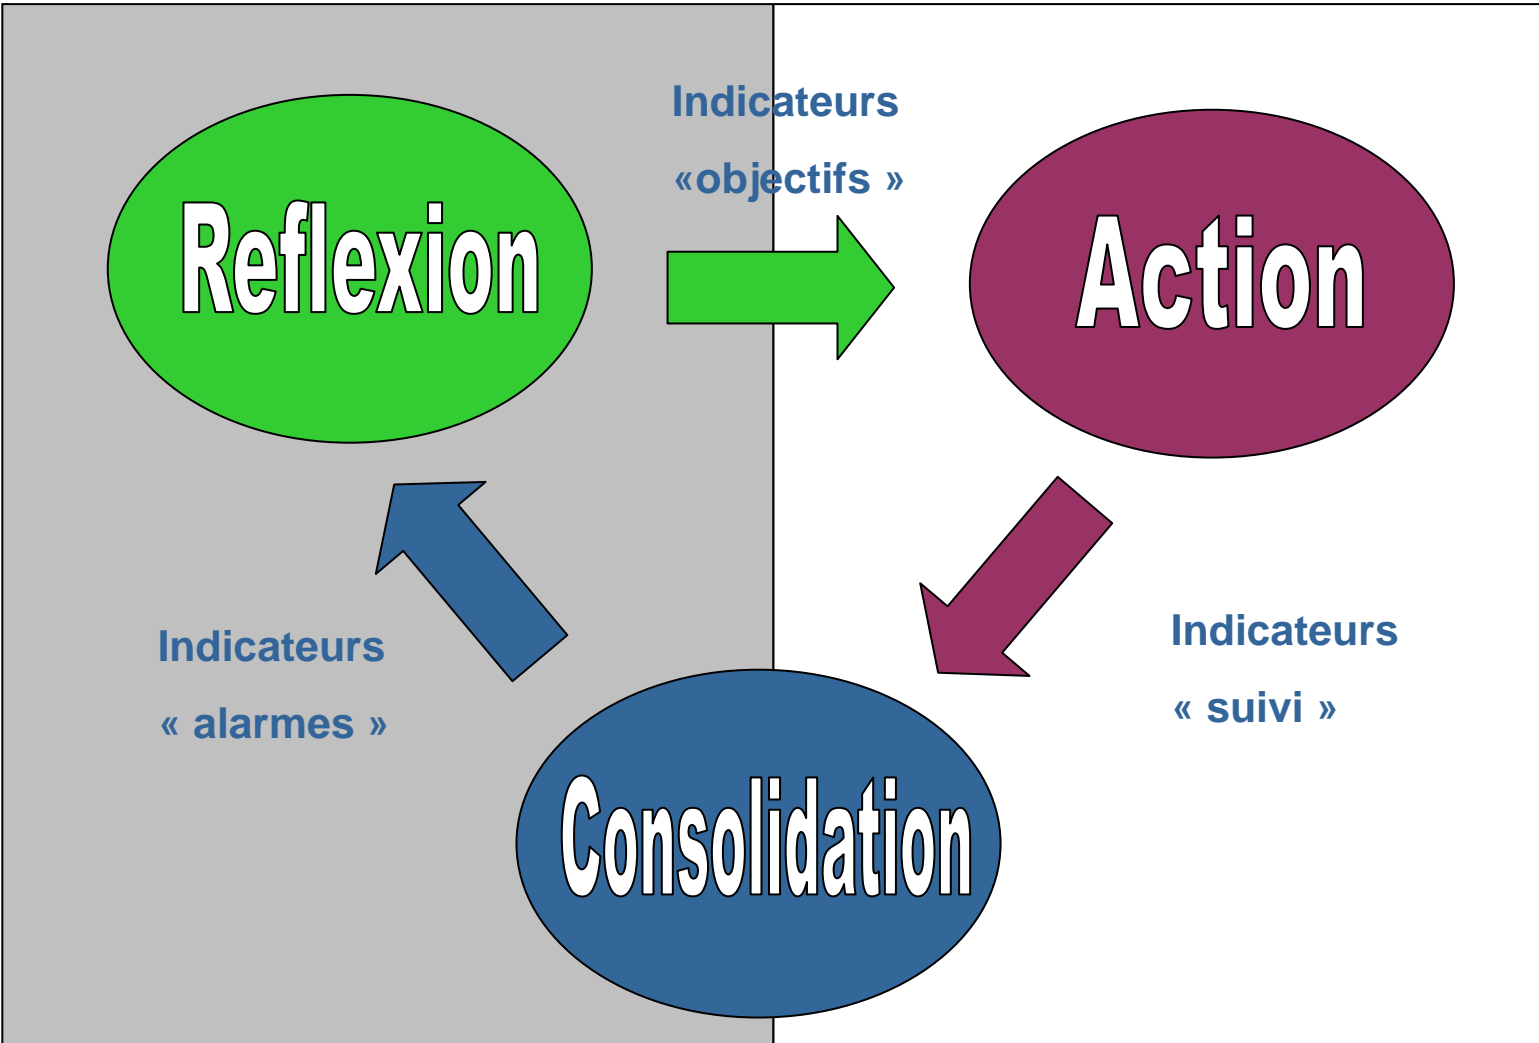 Indicateurs
«objectifs »
Reflexion
Action
Indicateurs
« alarmes »
Indicateurs
« suivi »
Consolidation